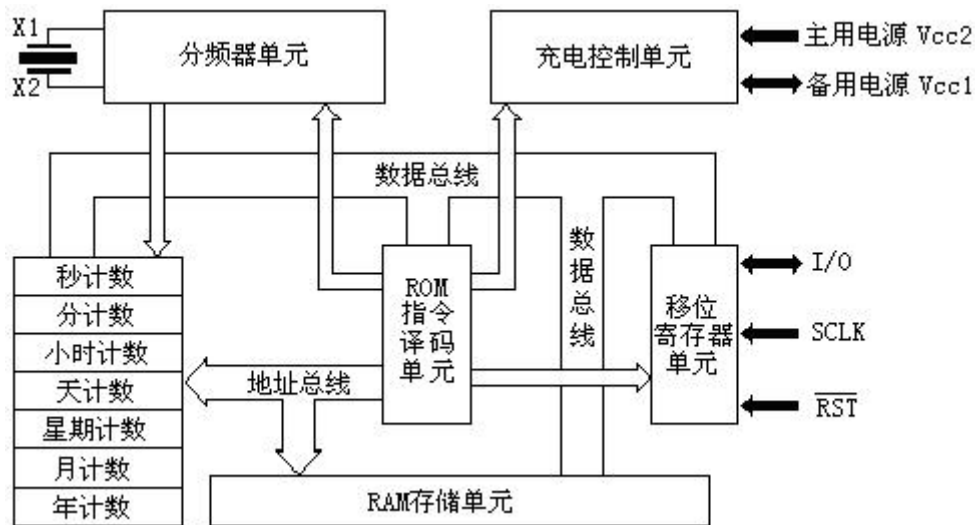 X1
X2
分频器单元
充电控制单元
主用电源 Vcc2
备用电源 Vcc1
数据总线
数据总线
秒计数
分计数
小时计数
天计数
星期计数
月计数
年计数
ROM
指令
译码
单元
地址总线
移位
寄存器
单元
I/O
SCLK
RST
RAM存储单元